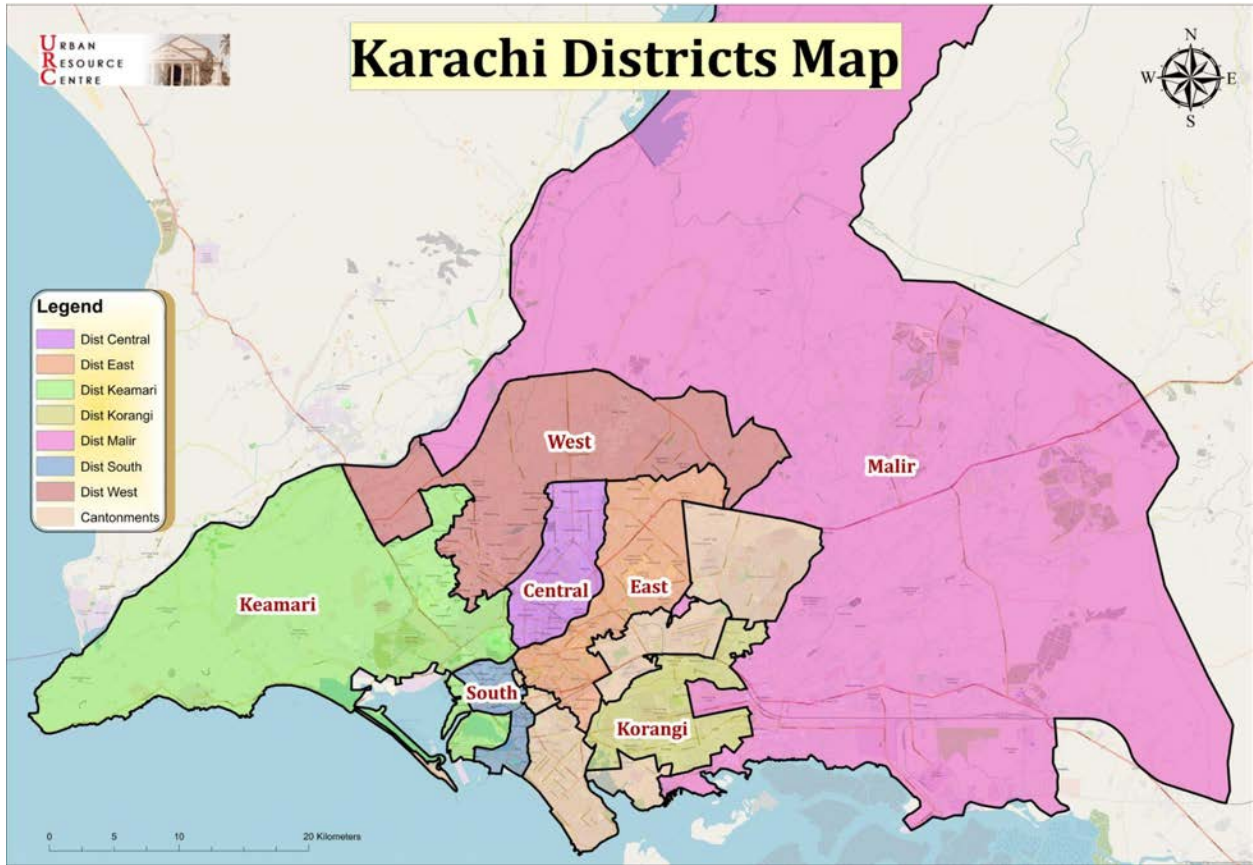 URBAN
RESOURCE
CENTRE
Karachi Districts Map
N
W E
S
Legend
Dist Central
Dist East
Dist Keamari
Dist Korangi
Dist Malir
Dist South
Dist West
Cantonments
West
Malir
Central
East
Keamari
South
Korangi
0 5 10 20 Kilometers